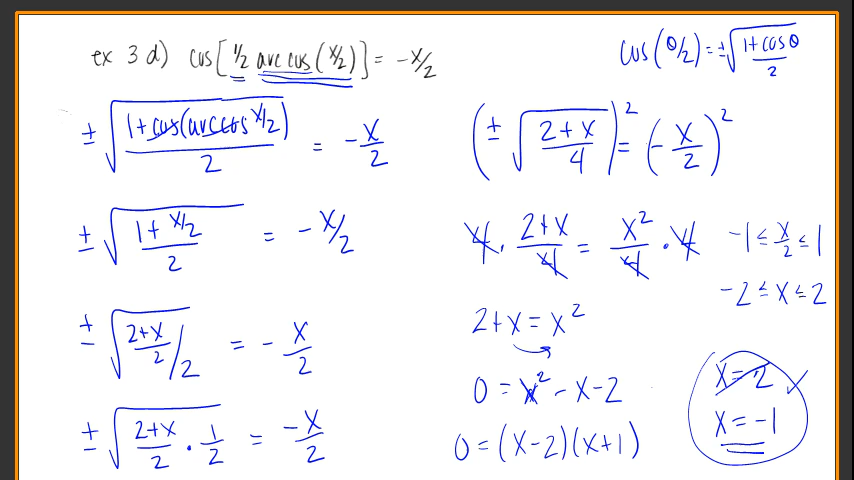 ex 3 d) cos[ 1/2 arc cos (x/2) ] = -x/2
cos(θ/2) = ±√((1 + cos θ)/2)
±√((1 + cos(arccos x/2))/2) = -x/2
±√((1 + x/2)/2) = -x/2
±√(((2+x)/2)/2) = -x/2
±√((2+x)/2 · 1/2) = -x/2
(±√((2+x)/4))² = (-x/2)²
4 · (2+x)/4 = x²/4 · 4
2+x = x²
0 = x² - x - 2
0 = (x-2)(x+1)
-1 ≤ x/2 ≤ 1
-2 ≤ x ≤ 2
x = 2 ✓
x = -1